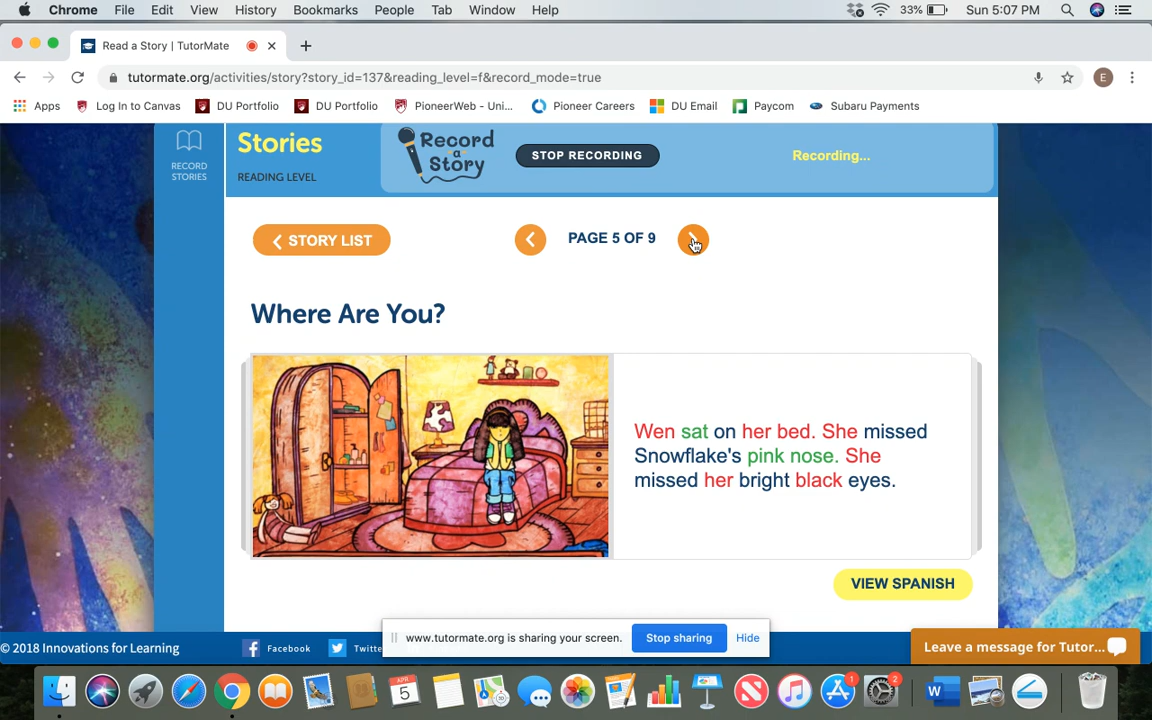 Chrome File Edit View History Bookmarks People Tab Window Help 33% Sun 5:07 PM
Read a Story | TutorMate
tutormate.org/activities/story?story_id=137&reading_level=f&record_mode=true E
Apps Log In to Canvas DU Portfolio DU Portfolio PioneerWeb - Uni... Pioneer Careers DU Email Paycom Subaru Payments
RECORD
STORIES
Stories
READING LEVEL
Record
a
Story
STOP RECORDING
Recording...
STORY LIST
PAGE 5 OF 9
Where Are You?
Wen sat on her bed. She missed
Snowflake's pink nose. She
missed her bright black eyes.
VIEW SPANISH
www.tutormate.org is sharing your screen. Stop sharing Hide
© 2018 Innovations for Learning Facebook Twitte
Leave a message for Tutor...
APR
5
1
2
W